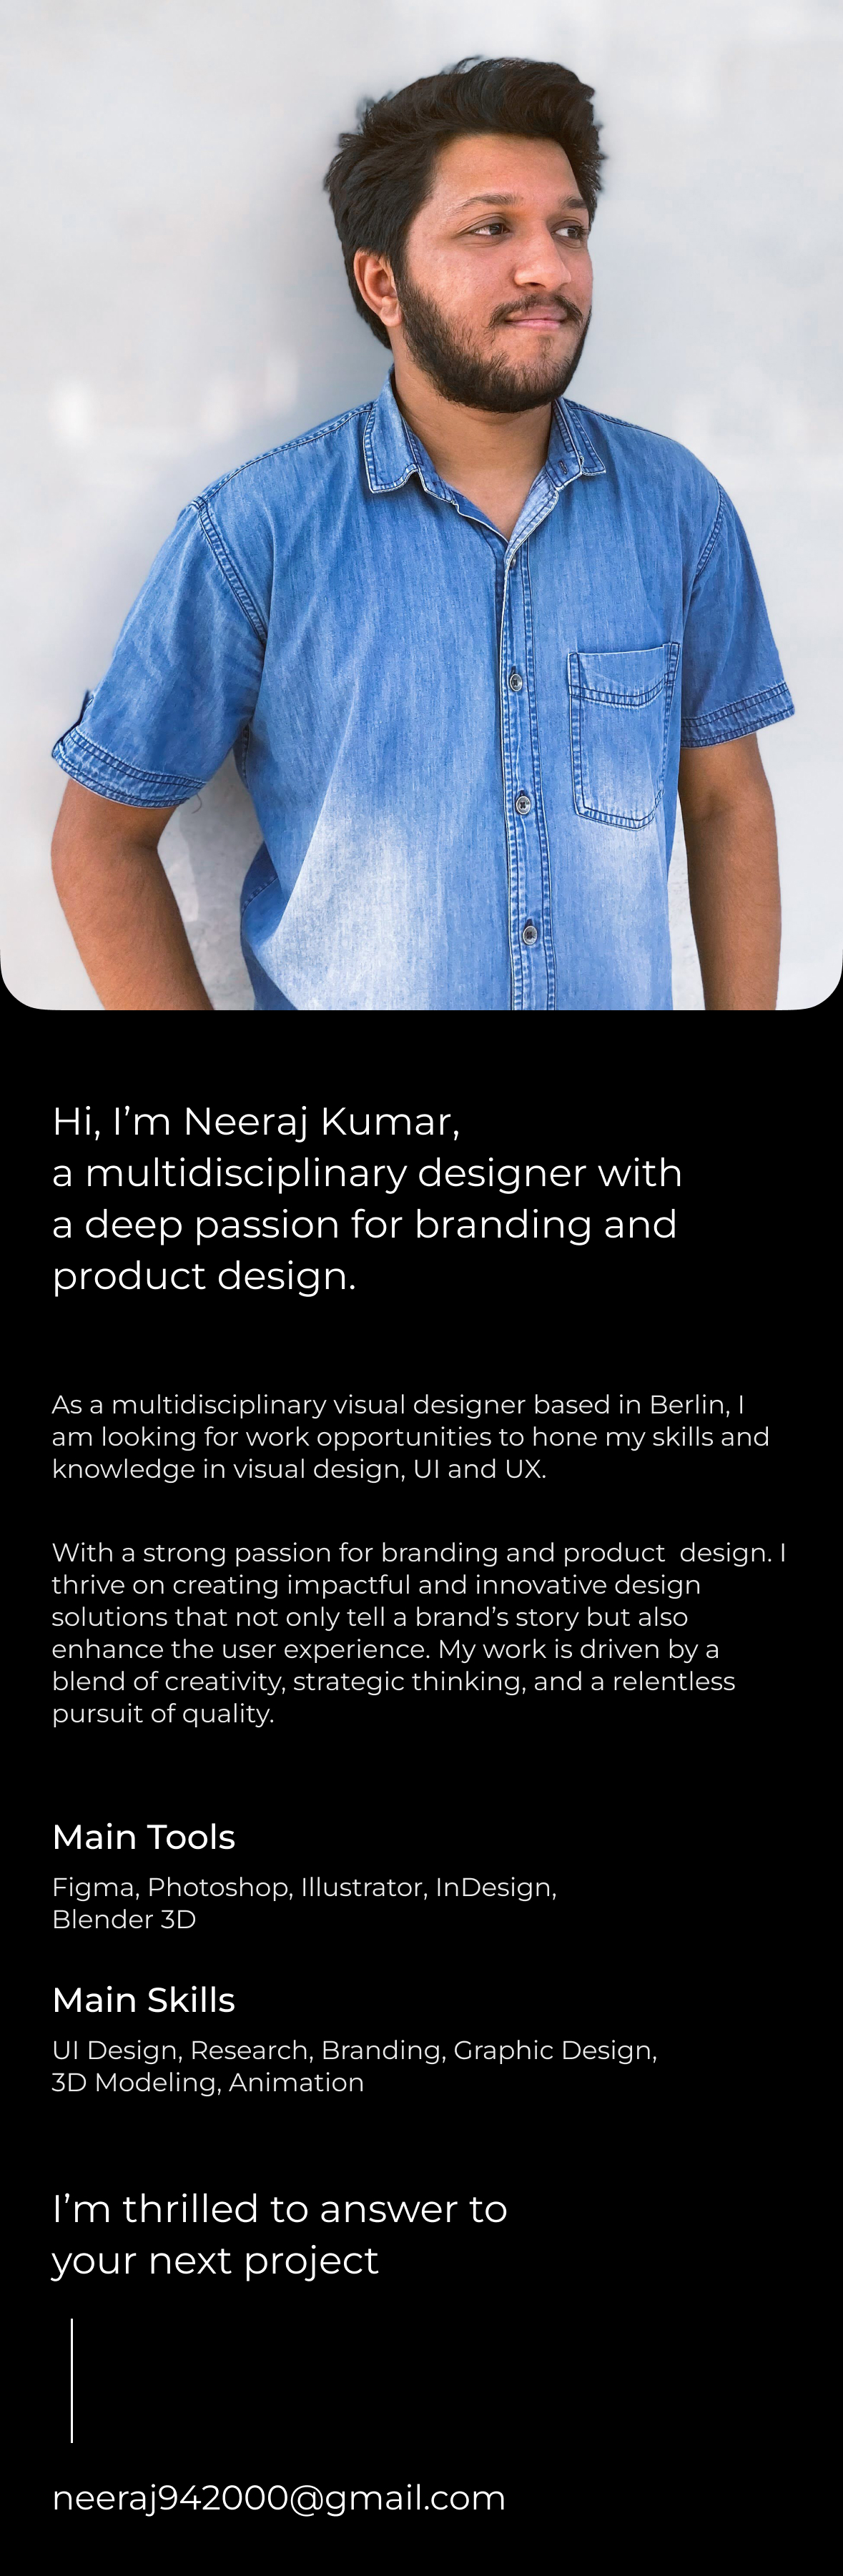 Hi, I’m Neeraj Kumar,
a multidisciplinary designer with
a deep passion for branding and
product design.
As a multidisciplinary visual designer based in Berlin, I
am looking for work opportunities to hone my skills and
knowledge in visual design, UI and UX.
With a strong passion for branding and product  design. I
thrive on creating impactful and innovative design
solutions that not only tell a brand’s story but also
enhance the user experience. My work is driven by a
blend of creativity, strategic thinking, and a relentless
pursuit of quality.
Main Tools
Figma, Photoshop, Illustrator, InDesign,
Blender 3D
Main Skills
UI Design, Research, Branding, Graphic Design,
3D Modeling, Animation
I’m thrilled to answer to
your next project
neeraj942000@gmail.com